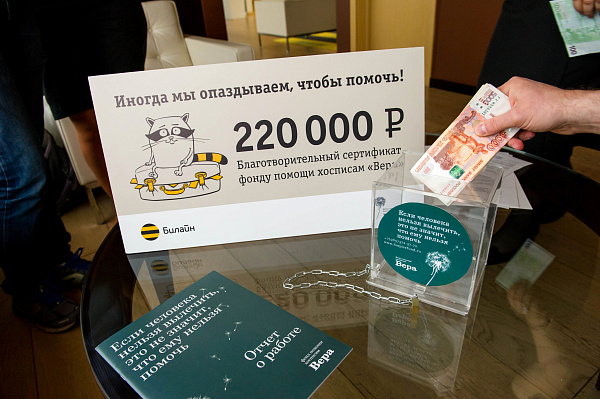 Иногда мы опаздываем, чтобы помочь!
220 000 ₽
Благотворительный сертификат
фонду помощи хосписам «Вера»
Билайн
Если человека
нельзя вылечить,
это не значит,
что ему нельзя
помочь
Вера
Если человека
нельзя вылечить,
это не значит,
что ему нельзя
помочь
Отчет
о работе
Вера